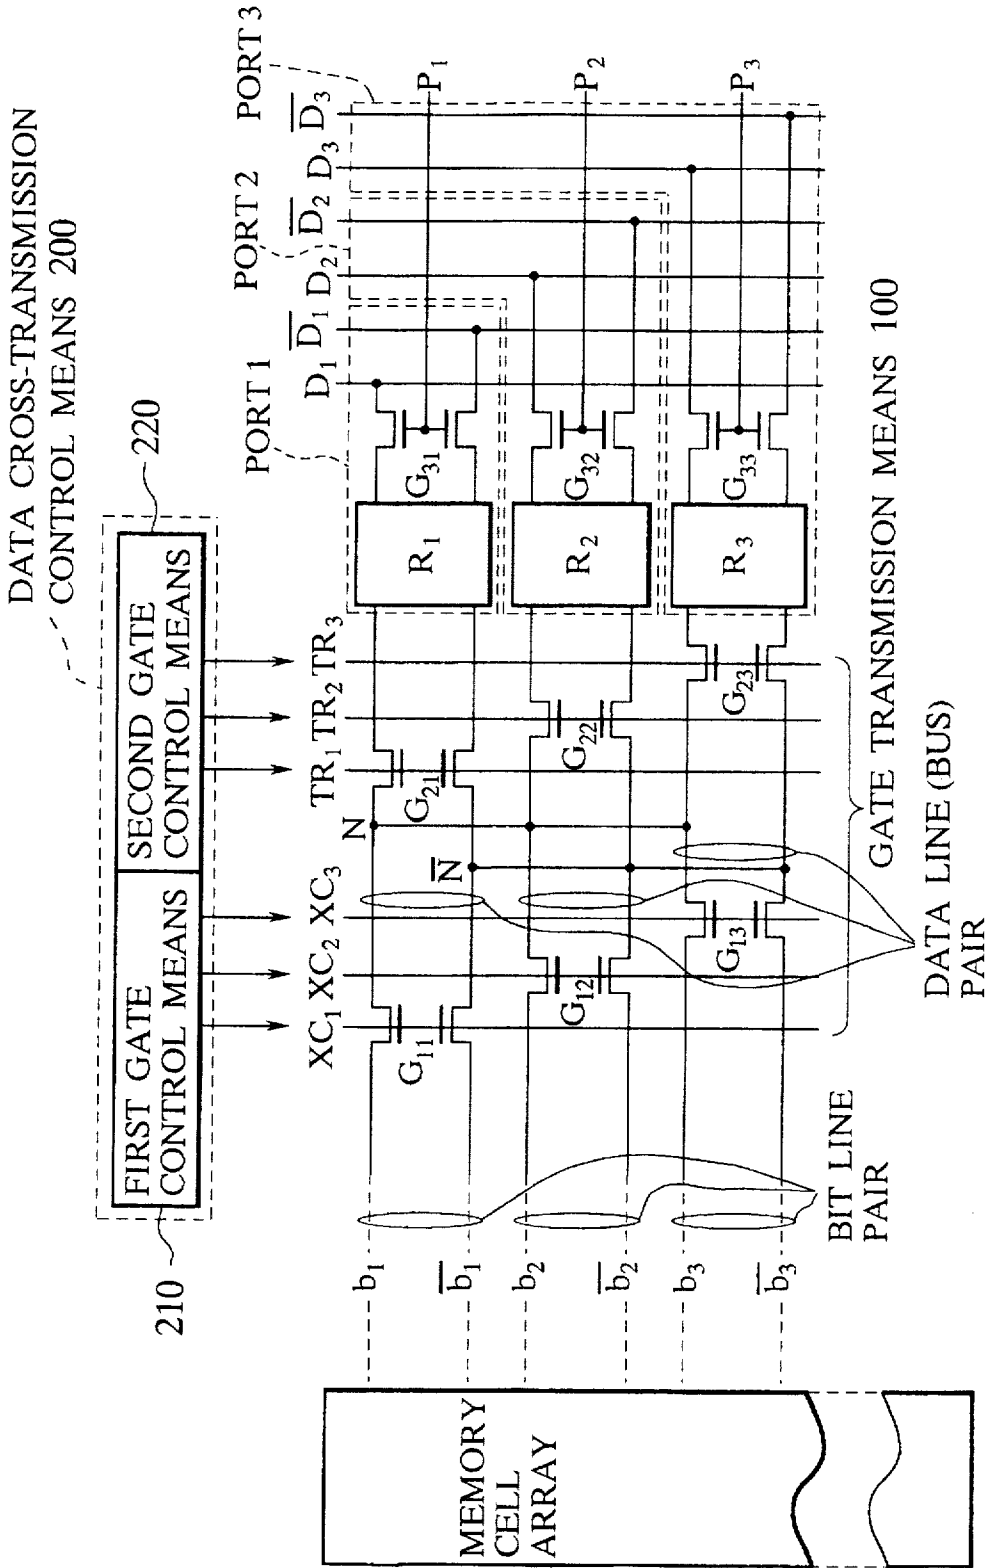 DATA CROSS-TRANSMISSION
CONTROL MEANS 200
210
FIRST GATE
CONTROL MEANS
SECOND GATE
CONTROL MEANS
220
PORT 1
PORT 2
PORT 3
XC1 XC2 XC3
N
N̅
TR1 TR2 TR3
D1
D̅1
D2
D̅2
D3
D̅3
MEMORY
CELL
ARRAY
b1
b̅1
b2
b̅2
b3
b̅3
G11
G12
G13
G21
G22
G23
R1
R2
R3
G31
G32
G33
P1
P2
P3
BIT LINE
PAIR
DATA LINE (BUS)
PAIR
GATE TRANSMISSION MEANS 100